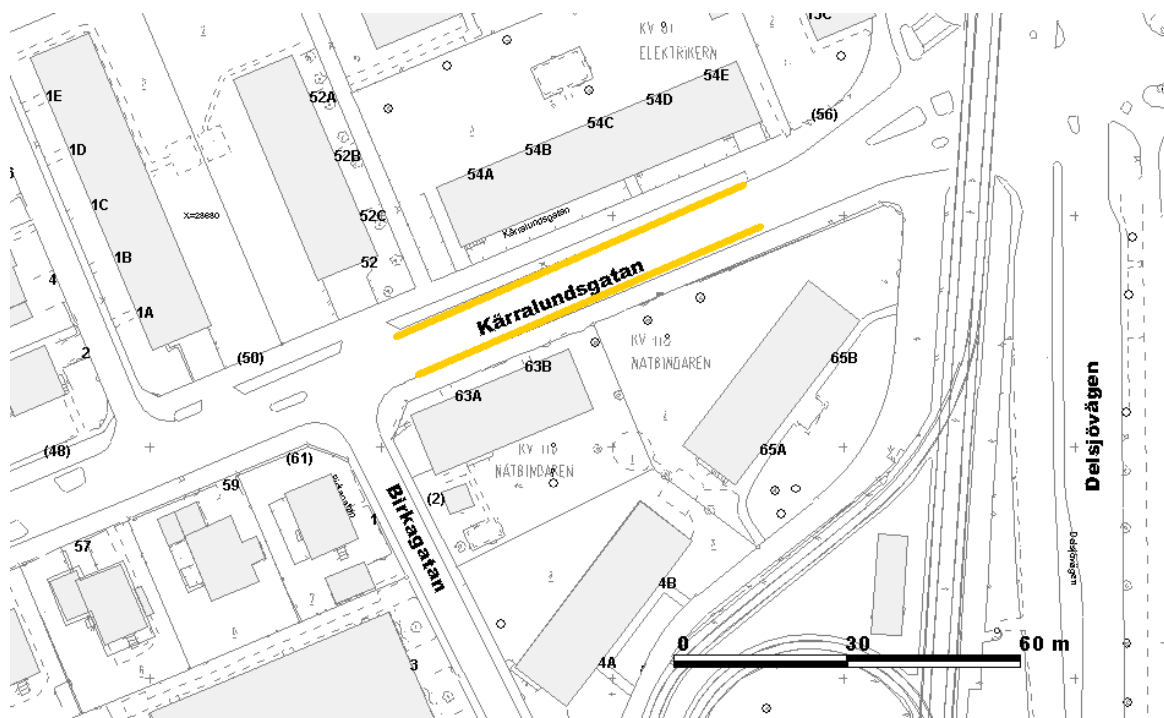 KV 81
ELEKTRIKERN
13C
54E
54D
54C
54B
54A
(56)
1E
1D
1C
1B
1A
52A
52B
52C
52
X=28680
Kärralundsgatan
Kärralundsgatan
4
2
(50)
(48)
KV 118
NÄTBINDAREN
63B
63A
65B
65A
KV 118
NÄTBINDAREN
(61)
59
57
Birkagatan
1
(2)
Birkagatan
Delsjövägen
Delsjövägen
4B
4A
3
0 30 60 m